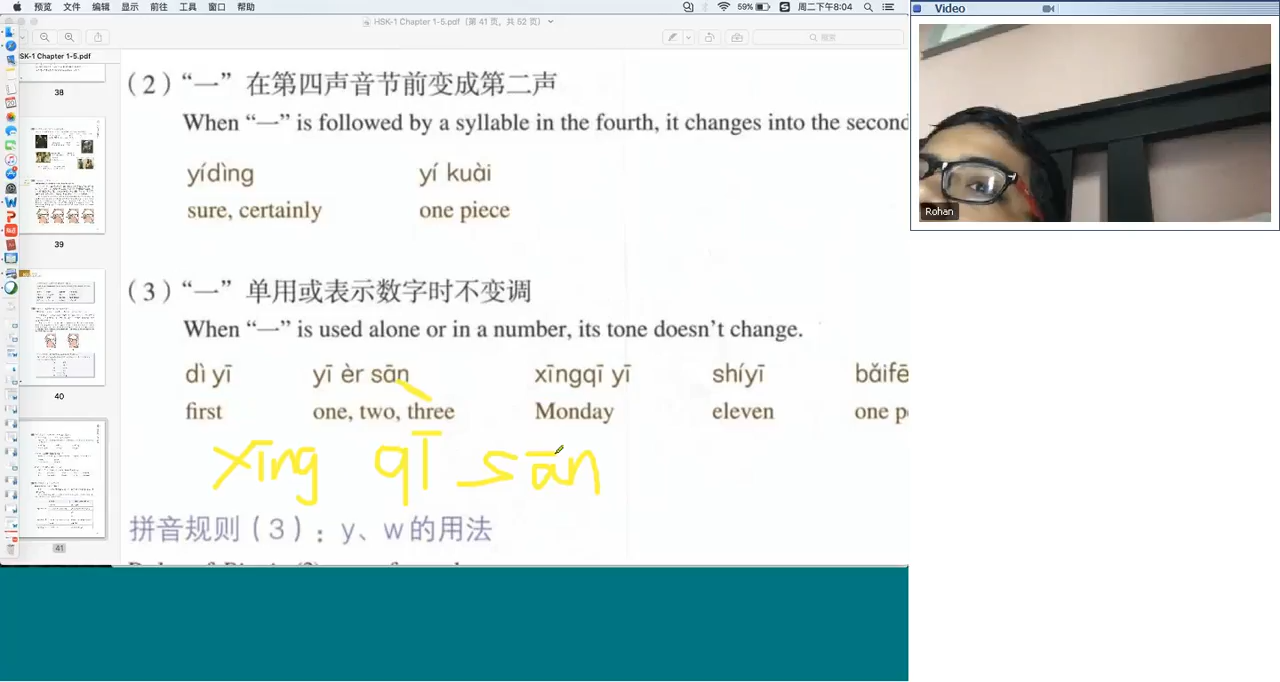 预览 文件 编辑 显示 前往 工具 窗口 帮助
59% 周二下午8:04
HSK-1 Chapter 1-5.pdf (第 41 页，共 52 页)
搜索
HSK-1 Chapter 1-5.pdf
38
39
40
41
(2) “一” 在第四声音节前变成第二声
When “一” is followed by a syllable in the fourth, it changes into the second
yídìng yí kuài
sure, certainly one piece
(3) “一” 单用或表示数字时不变调
When “一” is used alone or in a number, its tone doesn’t change.
dì yī yī èr sān xīngqī yī shíyī bǎifē
first one, two, three Monday eleven one p
xīng qī sān
拼音规则 (3)：y、w 的用法
Video
Rohan